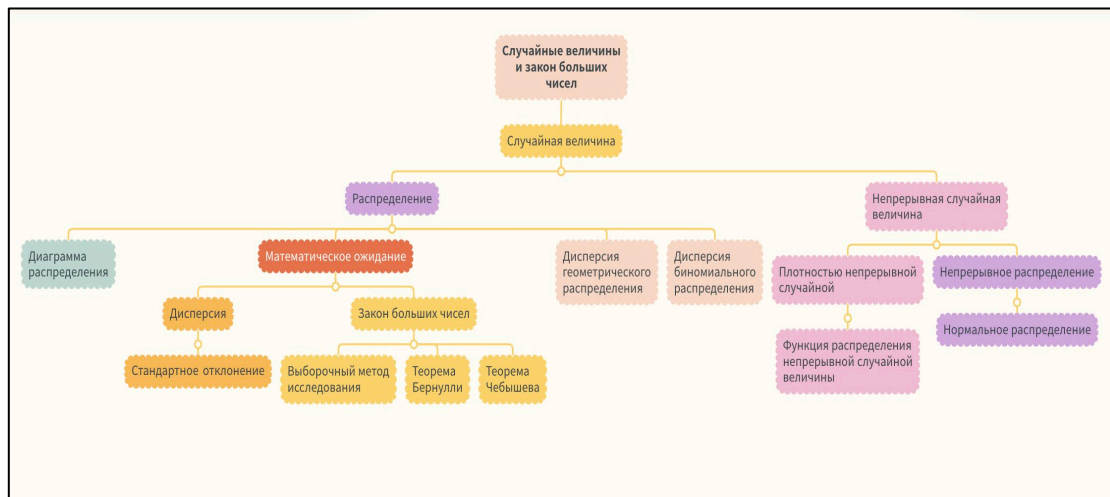 Случайные величины
и закон больших
чисел
Случайная величина
Распределение
Непрерывная случайная
величина
Диаграмма
распределения
Математическое ожидание
Дисперсия
геометрического
распределения
Дисперсия
биномиального
распределения
Плотностью непрерывной
случайной
Непрерывное распределение
Дисперсия
Закон больших чисел
Нормальное распределение
Стандартное отклонение
Выборочный метод
исследования
Теорема
Бернулли
Теорема
Чебышева
Функция распределения
непрерывной случайной
величины